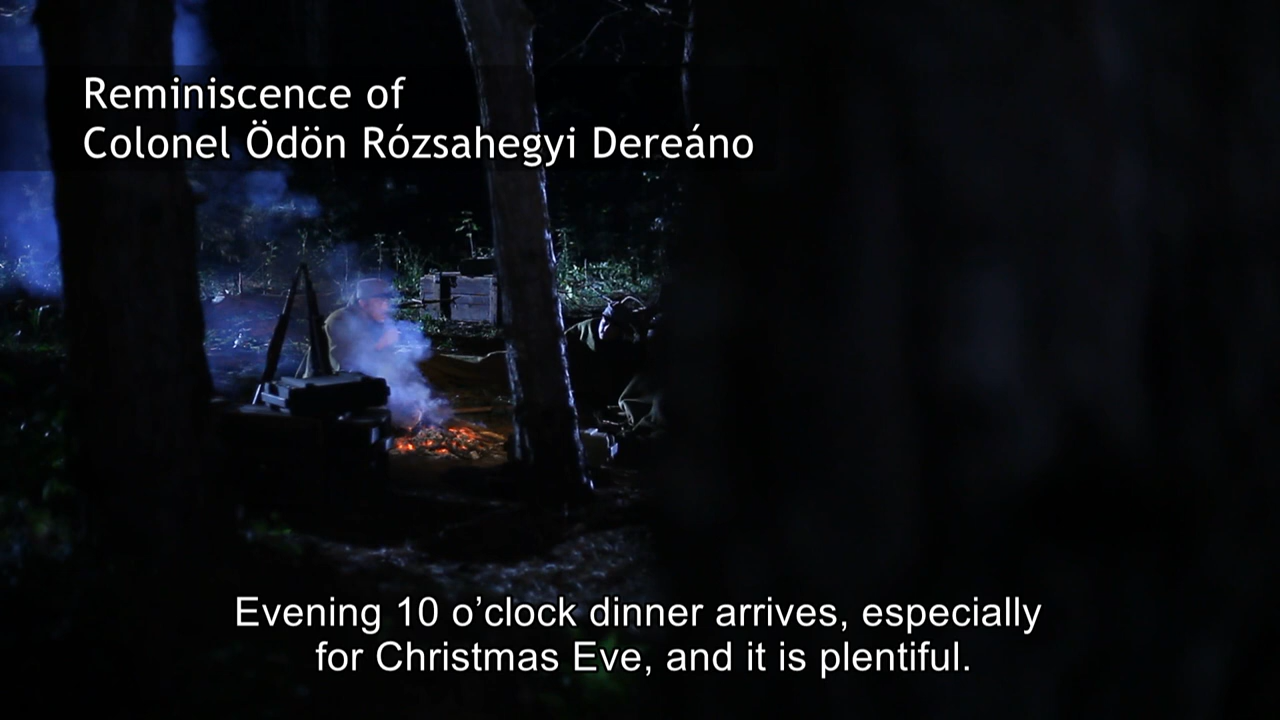 Reminiscence of
Colonel Ödön Rózsahegyi Dereáno
Evening 10 o’clock dinner arrives, especially
for Christmas Eve, and it is plentiful.